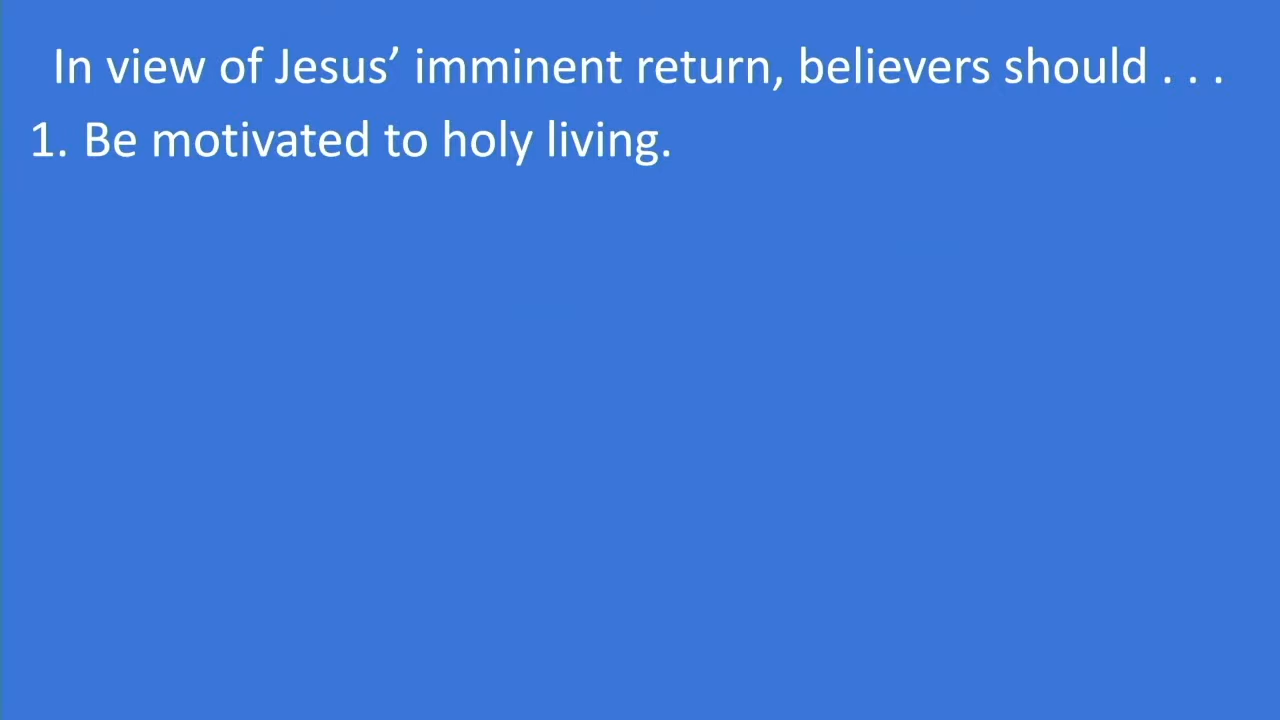 In view of Jesus’ imminent return, believers should . . .
1. Be motivated to holy living.